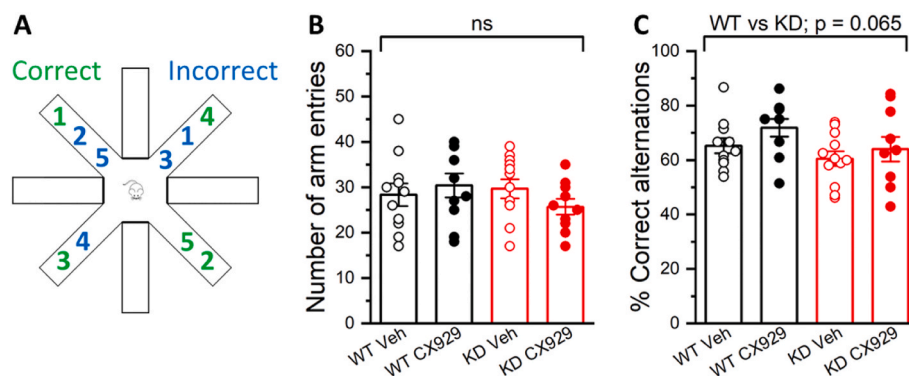 A
Correct Incorrect
1 4
2 1
5 3
4 5
3 2
B
ns
Number of arm entries
60
50
40
30
20
10
0
WT Veh
WT CX929
KD Veh
KD CX929
C
WT vs KD; p = 0.065
% Correct alternations
100
80
60
40
20
0
WT Veh
WT CX929
KD Veh
KD CX929